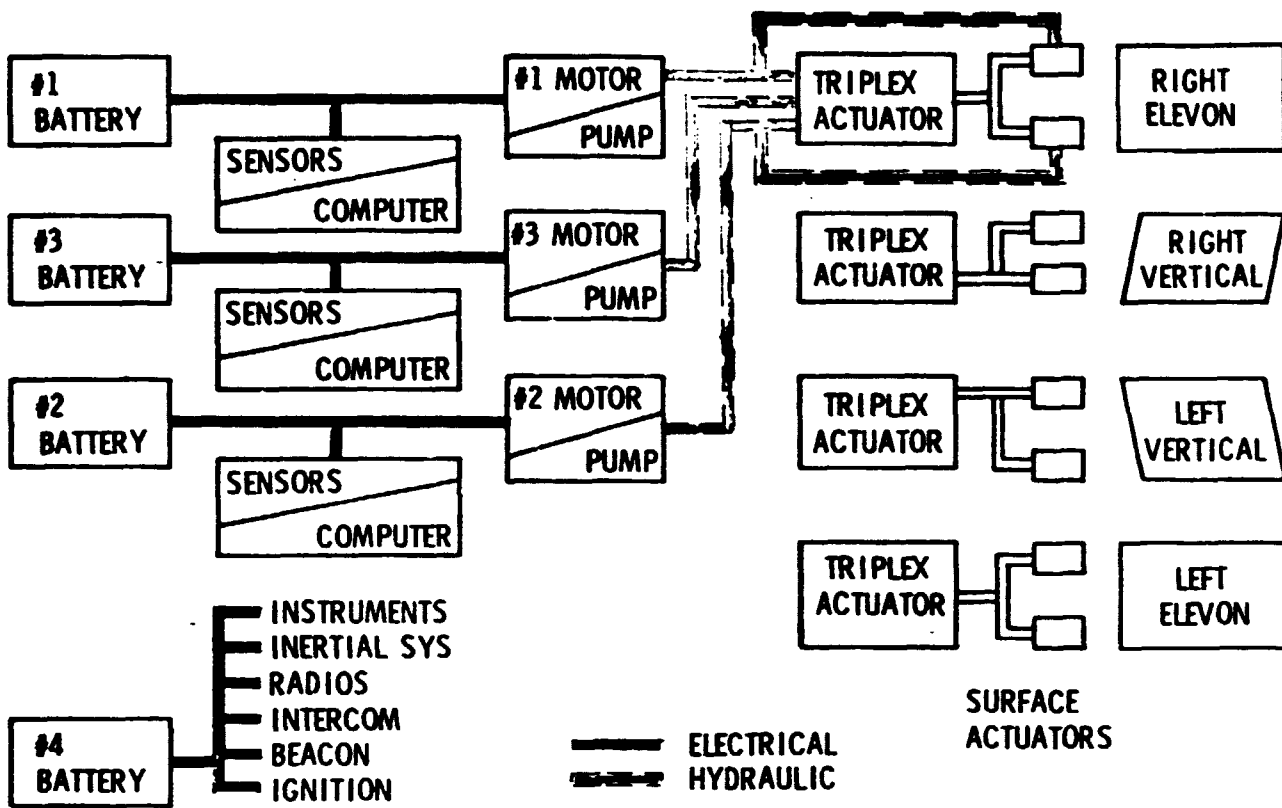 #1
BATTERY
SENSORS
COMPUTER
#1 MOTOR
PUMP
TRIPLEX
ACTUATOR
RIGHT
ELEVON
#3
BATTERY
SENSORS
COMPUTER
#3 MOTOR
PUMP
TRIPLEX
ACTUATOR
RIGHT
VERTICAL
#2
BATTERY
SENSORS
COMPUTER
#2 MOTOR
PUMP
TRIPLEX
ACTUATOR
LEFT
VERTICAL
TRIPLEX
ACTUATOR
LEFT
ELEVON
#4
BATTERY
INSTRUMENTS
INERTIAL SYS
RADIOS
INTERCOM
BEACON
IGNITION
ELECTRICAL
HYDRAULIC
SURFACE
ACTUATORS